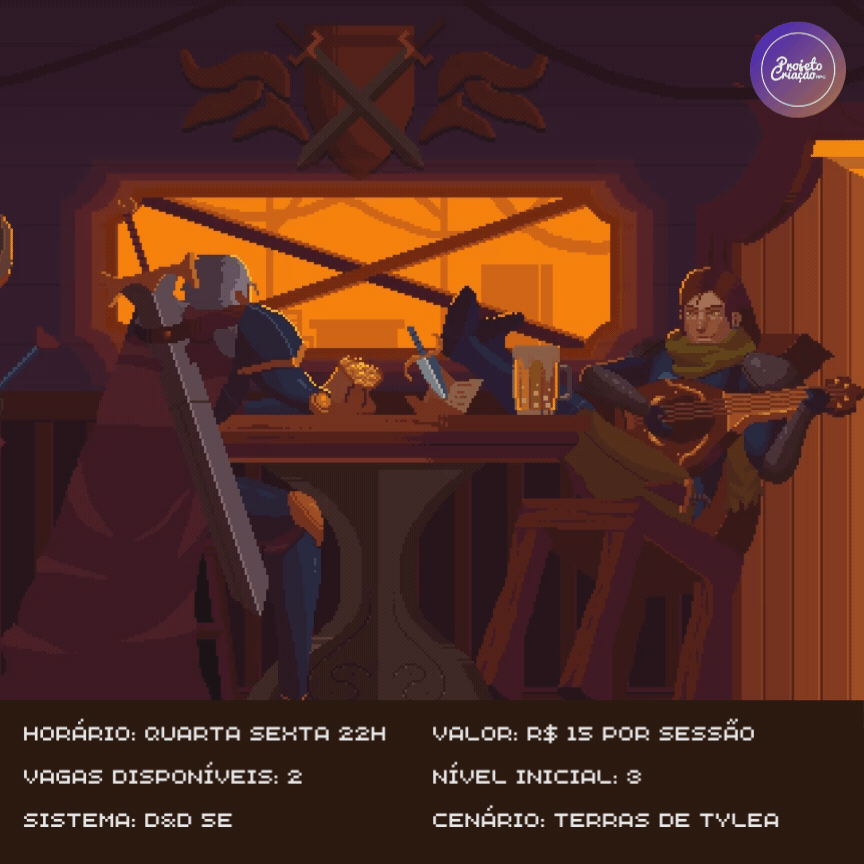 Projeto
Criação RPG
HORÁRIO: QUARTA SEXTA 22H
VAGAS DISPONÍVEIS: 2
SISTEMA: D&D 5E
VALOR: R$ 15 POR SESSÃO
NÍVEL INICIAL: 3
CENÁRIO: TERRAS DE TYLEA